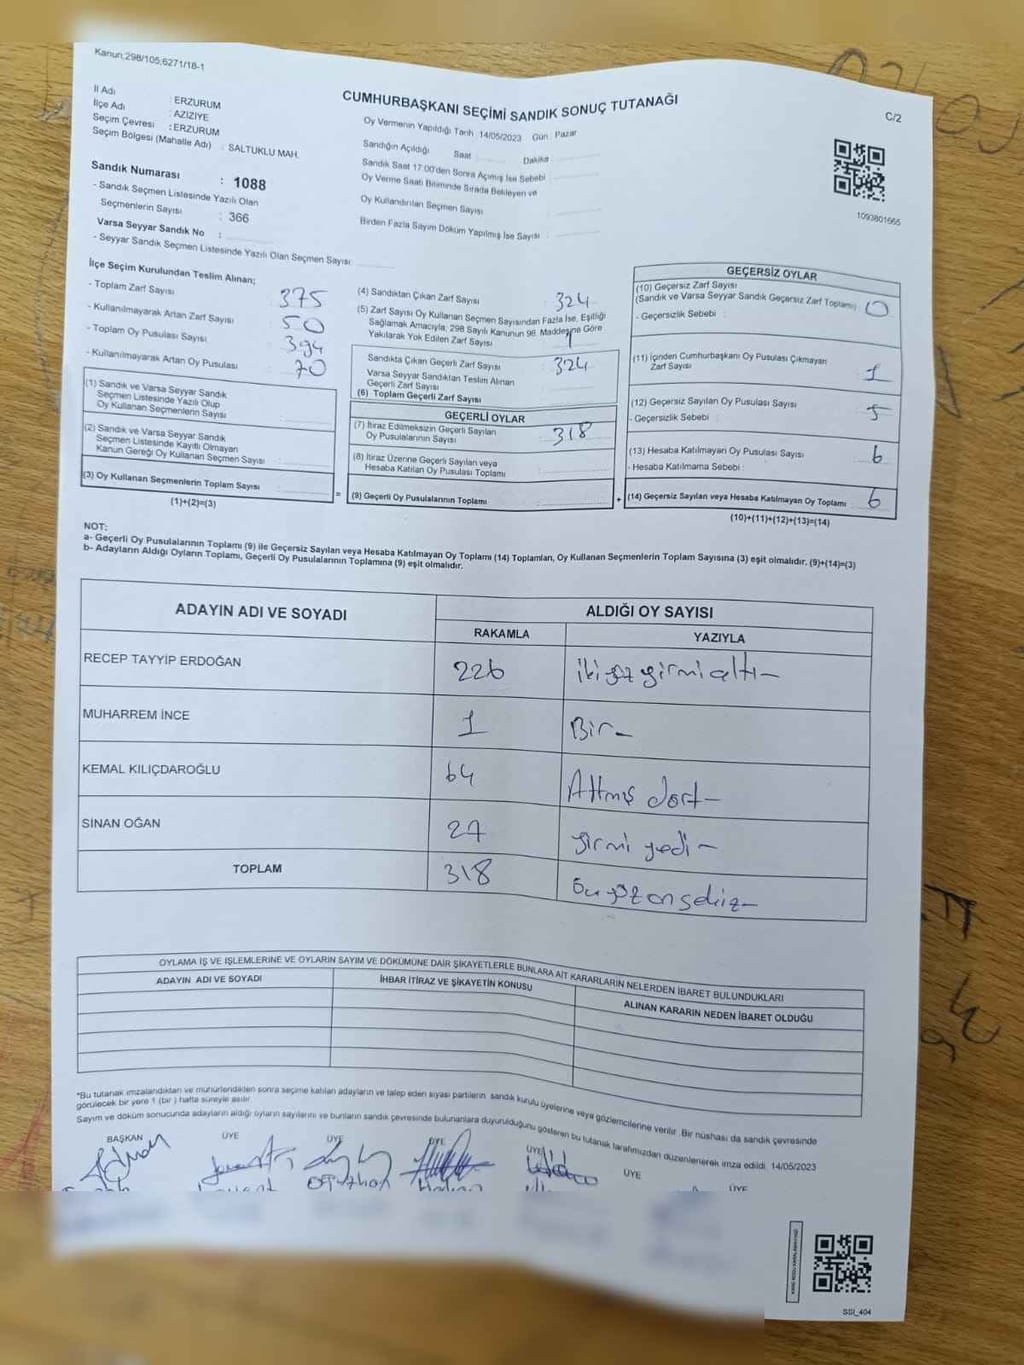 Kanun;298/105,6271/18-1
CUMHURBAŞKANI SEÇİMİ SANDIK SONUÇ TUTANAĞI
C/2
İl Adı : ERZURUM
İlçe Adı : AZİZİYE
Seçim Çevresi : ERZURUM
Seçim Bölgesi (Mahalle Adı) : SALTUKLU MAH.
Sandık Numarası : 1088
- Sandık Seçmen Listesinde Yazılı Olan
Seçmenlerin Sayısı : 366
Varsa Seyyar Sandık No :
- Seyyar Sandık Seçmen Listesinde Yazılı Olan Seçmen Sayısı:
Oy Vermenin Yapıldığı Tarih :14/05/2023 Gün : Pazar
Sandığın Açıldığı Saat Dakika
Sandık Saat 17.00'den Sonra Açılmış İse Sebebi
Oy Verme Saati Bitiminde Sırada Bekleyen ve
Oy Kullandırılan Seçmen Sayısı
Birden Fazla Sayım Döküm Yapılmış İse Sayısı :
1090801665
İlçe Seçim Kurulundan Teslim Alınan;
- Toplam Zarf Sayısı 375
- Kullanılmayarak Artan Zarf Sayısı 50
- Toplam Oy Pusulası Sayısı 394
- Kullanılmayarak Artan Oy Pusulası 70
(1) Sandık ve Varsa Seyyar Sandık
Seçmen Listesinde Yazılı Olup
Oy Kullanan Seçmenlerin Sayısı
(2) Sandık ve Varsa Seyyar Sandık
Seçmen Listesinde Kayıtlı Olmayan
Kanun Gereği Oy Kullanan Seçmen Sayısı
(3) Oy Kullanan Seçmenlerin Toplam Sayısı
(1)+(2)=(3)
(4) Sandıktan Çıkan Zarf Sayısı 324
(5) Zarf Sayısı Oy Kullanan Seçmen Sayısından Fazla İse, Eşitliği
Sağlamak Amacıyla, 298 Sayılı Kanunun 98. Maddesine Göre
Yakılarak Yok Edilen Zarf Sayısı
Sandıkta Çıkan Geçerli Zarf Sayısı 324
Varsa Seyyar Sandıktan Teslim Alınan
Geçerli Zarf Sayısı
(6) Toplam Geçerli Zarf Sayısı
GEÇERLİ OYLAR
(7) İtiraz Edilmeksizin Geçerli Sayılan
Oy Pusulalarının Sayısı 318
(8) İtiraz Üzerine Geçerli Sayılan veya
Hesaba Katılan Oy Pusulası Toplamı
= (9) Geçerli Oy Pusulalarının Toplamı
GEÇERSİZ OYLAR
(10) Geçersiz Zarf Sayısı
(Sandık ve Varsa Seyyar Sandık Geçersiz Zarf Toplamı) 0
- Geçersizlik Sebebi :
(11) İçinden Cumhurbaşkanı Oy Pusulası Çıkmayan
Zarf Sayısı 1
(12) Geçersiz Sayılan Oy Pusulası Sayısı 5
- Geçersizlik Sebebi :
(13) Hesaba Katılmayan Oy Pusulası Sayısı 6
- Hesaba Katılmama Sebebi :
+ (14) Geçersiz Sayılan veya Hesaba Katılmayan Oy Toplamı 6
(10)+(11)+(12)+(13)=(14)
NOT:
a- Geçerli Oy Pusulalarının Toplamı (9) ile Geçersiz Sayılan veya Hesaba Katılmayan Oy Toplamı (14) Toplamları, Oy Kullanan Seçmenlerin Toplam Sayısına (3) eşit olmalıdır. (9)+(14)=(3)
b- Adayların Aldığı Oyların Toplamı, Geçerli Oy Pusulalarının Toplamına (9) eşit olmalıdır.
ADAYIN ADI VE SOYADI ALDIĞI OY SAYISI
RAKAMLA YAZIYLA
RECEP TAYYİP ERDOĞAN 226 ikiyüz yirmi altı
MUHARREM İNCE 1 Bir
KEMAL KILIÇDAROĞLU 64 Altmış dört
SİNAN OĞAN 27 yirmi yedi
TOPLAM 318 Üçyüz onsekiz
OYLAMA İŞ VE İŞLEMLERİNE VE OYLARIN SAYIM VE DÖKÜMÜNE DAİR ŞİKAYETLERLE BUNLARA AİT KARARLARIN NELERDEN İBARET BULUNDUKLARI
ADAYIN ADI VE SOYADI İHBAR İTİRAZ VE ŞİKAYETİN KONUSU ALINAN KARARIN NEDEN İBARET OLDUĞU
*Bu tutanak imzalandıktan ve mühürlendikten sonra seçime katılan adayların ve talep eden siyasi partilerin sandık kurulu üyelerine veya gözlemcilerine verilir. Bir nüshası da sandık çevresinde
görülecek bir yere 1 (bir ) hafta süreyle asılır.
Sayım ve döküm sonucunda adayların aldığı oyların sayılarını ve bunların sandık çevresinde bulunanlara duyurulduğunu gösteren bu tutanak tarafımızdan düzenlenerek imza edildi. 14/05/2023
BAŞKAN ÜYE ÜYE ÜYE ÜYE ÜYE ÜYE
SSI_404